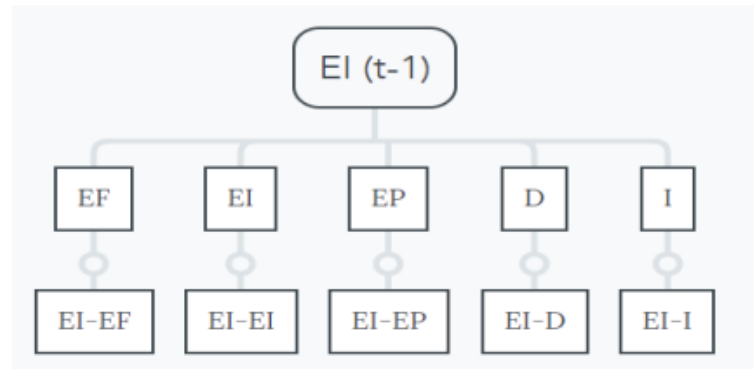 EI (t-1)
EF EI EP D I
EI-EF EI-EI EI-EP EI-D EI-I